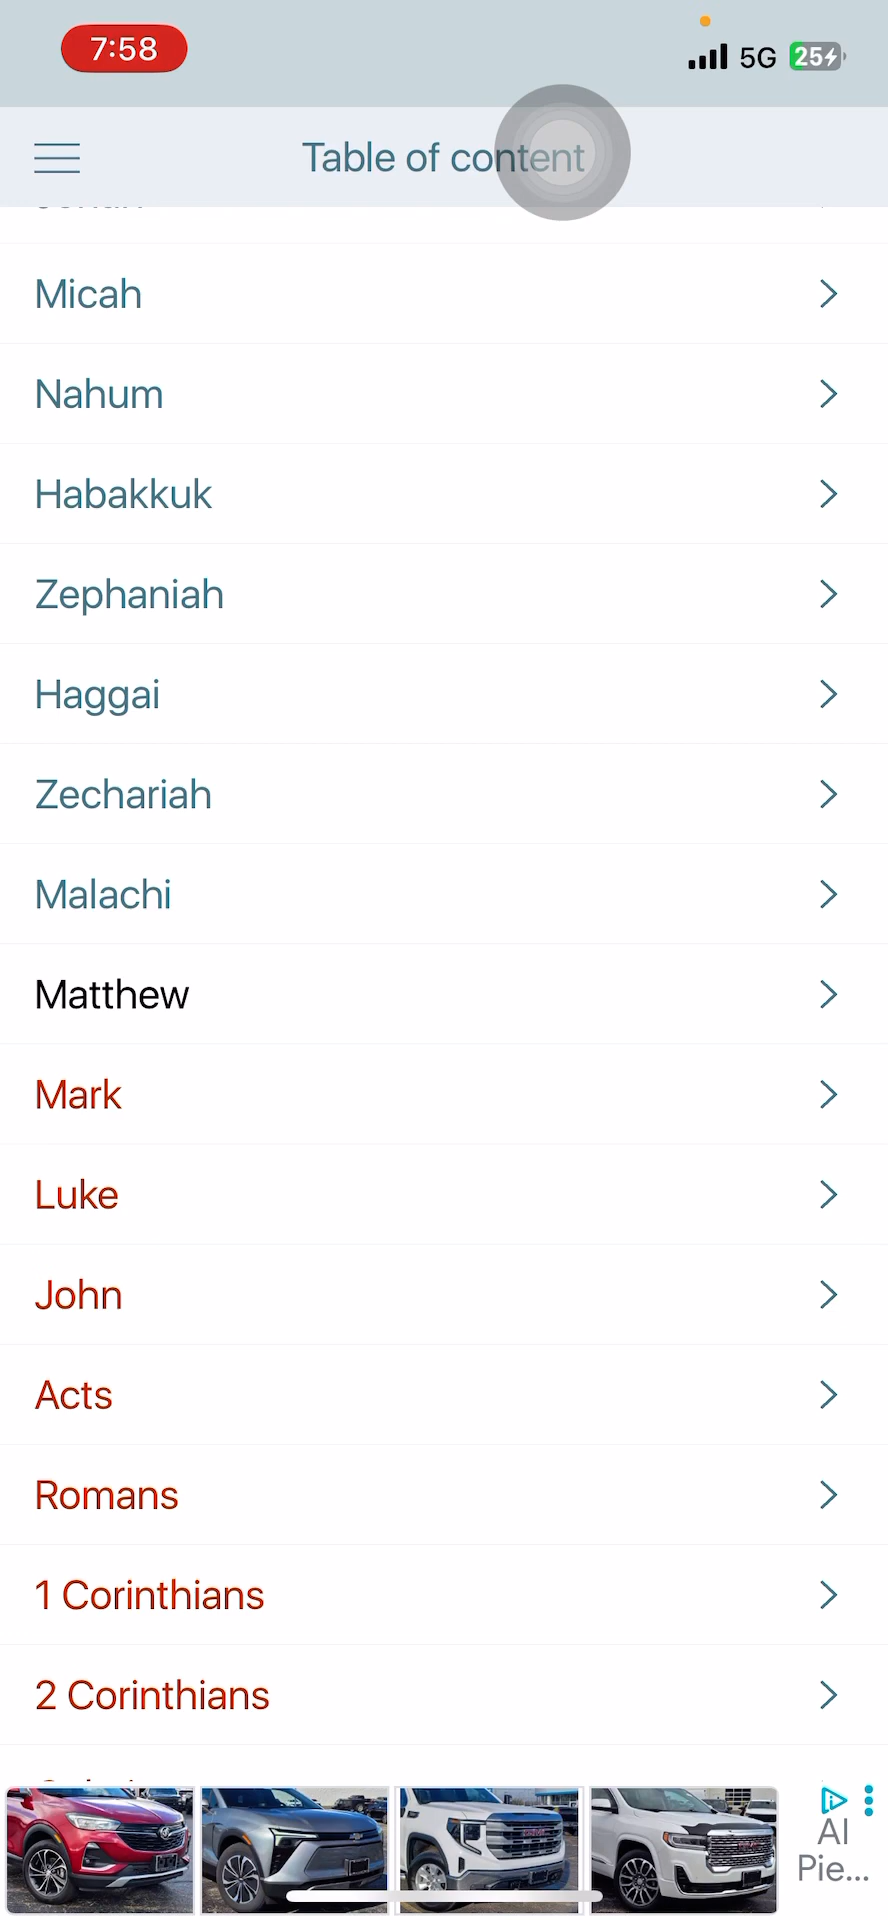 7:58
5G 25
Table of content
Micah
Nahum
Habakkuk
Zephaniah
Haggai
Zechariah
Malachi
Matthew
Mark
Luke
John
Acts
Romans
1 Corinthians
2 Corinthians
Al
Pie...